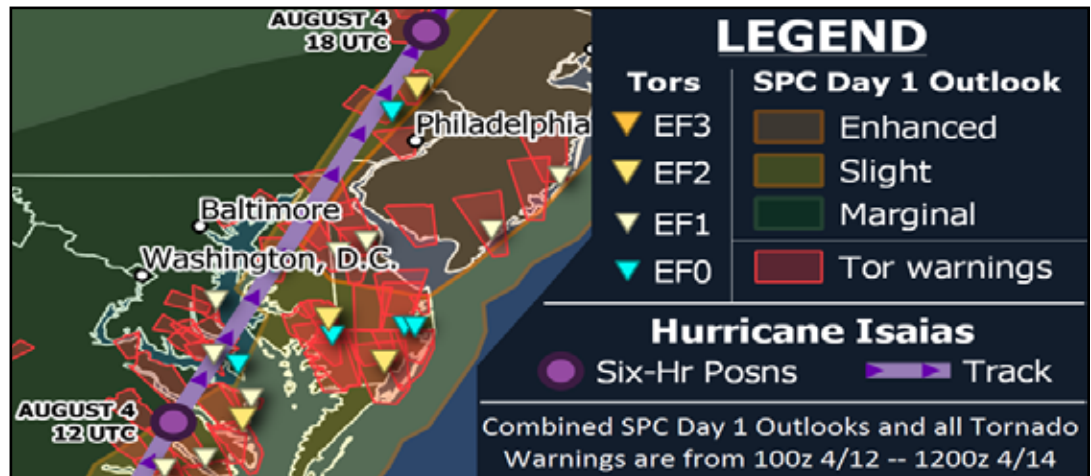 AUGUST 4
18 UTC
Philadelphia
Baltimore
Washington, D.C.
AUGUST 4
12 UTC
LEGEND
Tors
SPC Day 1 Outlook
EF3
Enhanced
EF2
Slight
EF1
Marginal
EF0
Tor warnings
Hurricane Isaias
Six-Hr Posns
Track
Combined SPC Day 1 Outlooks and all Tornado
Warnings are from 100z 4/12 -- 1200z 4/14